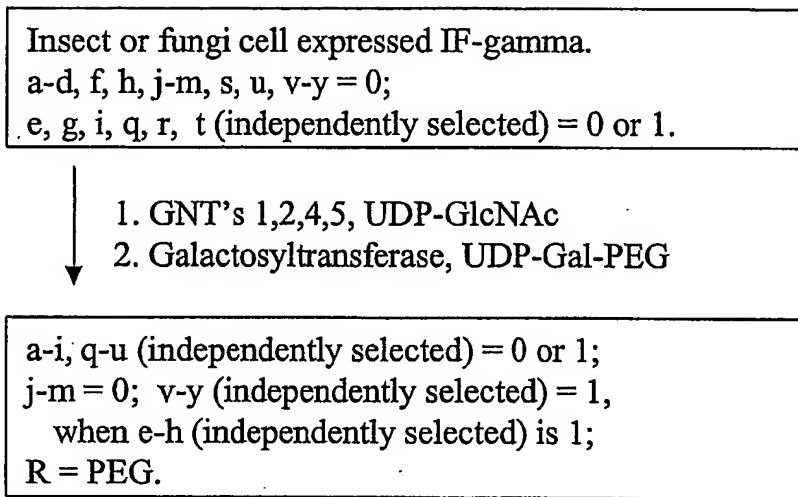 Insect or fungi cell expressed IF-gamma.
a-d, f, h, j-m, s, u, v-y = 0;
e, g, i, q, r, t (independently selected) = 0 or 1.
1. GNT's 1,2,4,5, UDP-GlcNAc
2. Galactosyltransferase, UDP-Gal-PEG
a-i, q-u (independently selected) = 0 or 1;
j-m = 0; v-y (independently selected) = 1,
when e-h (independently selected) is 1;
R = PEG.